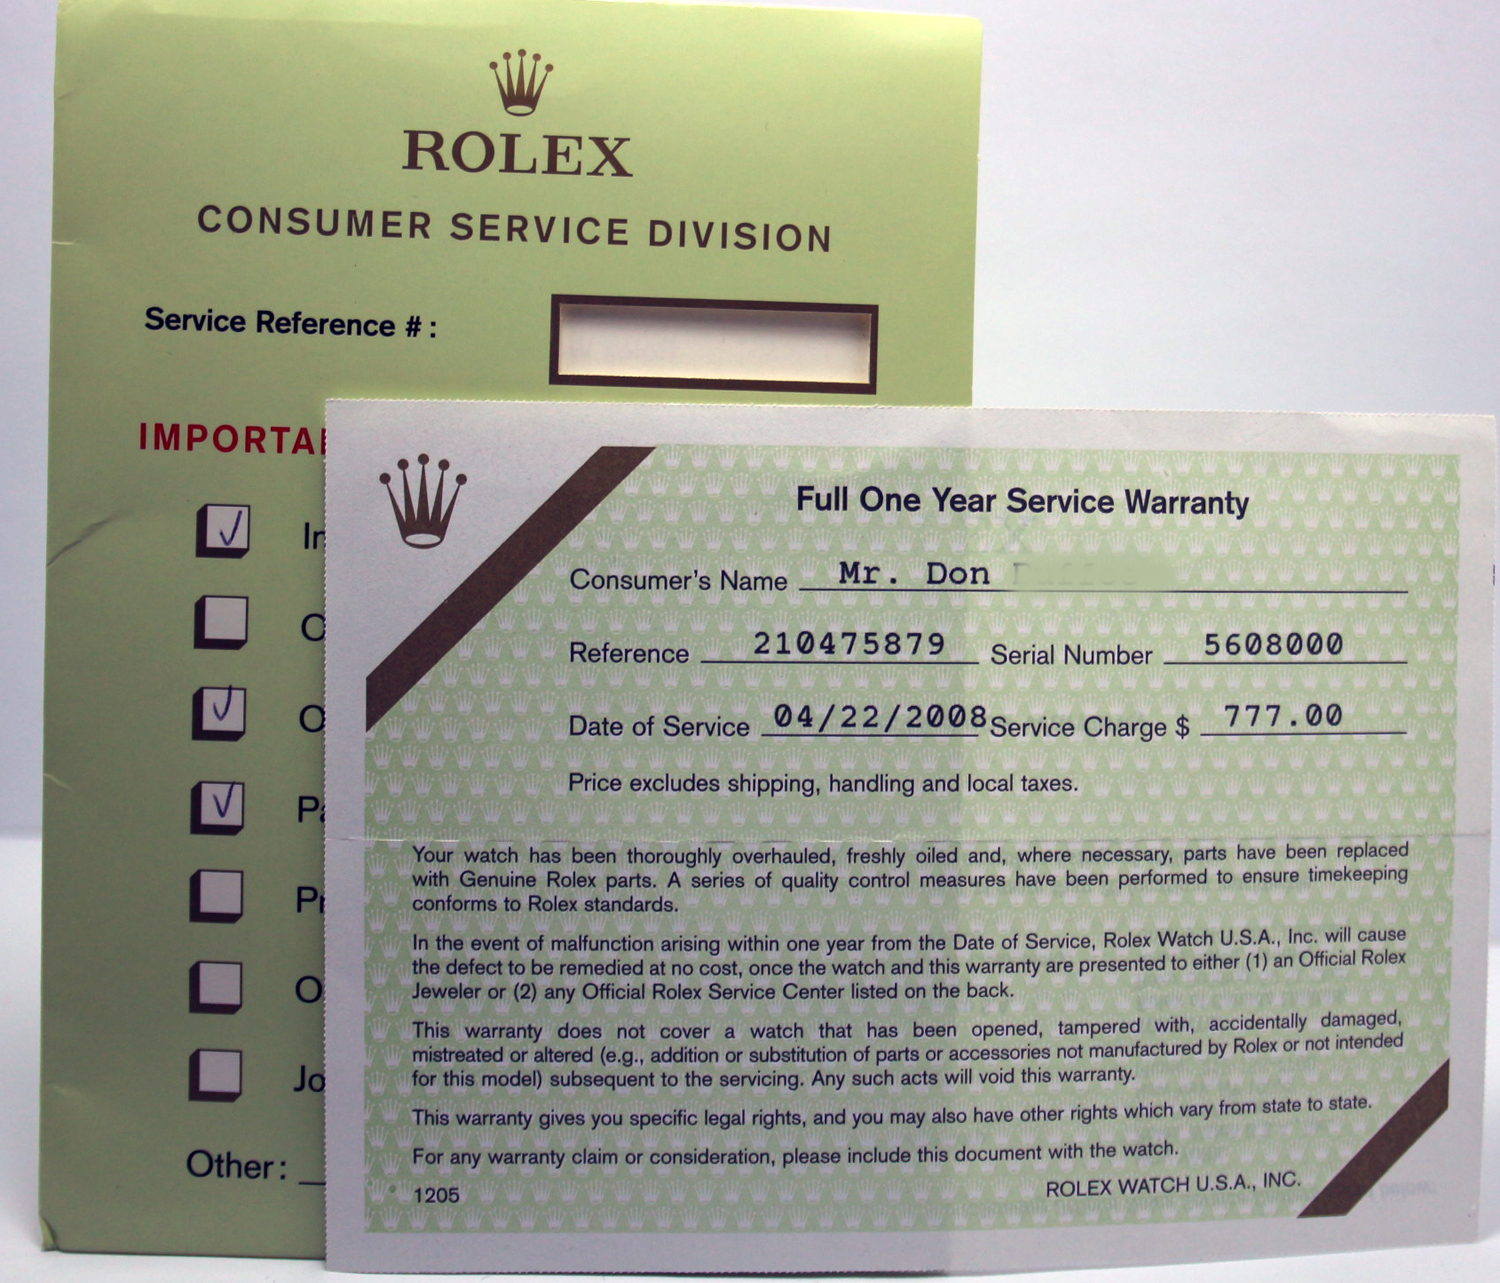 ROLEX
CONSUMER SERVICE DIVISION
Service Reference # :
IMPORTA
In
O
Pa
Pr
O
Jo
Other:
Full One Year Service Warranty
Consumer's Name Mr. Don
Reference 210475879 Serial Number 5608000
Date of Service 04/22/2008 Service Charge $ 777.00
Price excludes shipping, handling and local taxes.
Your watch has been thoroughly overhauled, freshly oiled and, where necessary, parts have been replaced
with Genuine Rolex parts. A series of quality control measures have been performed to ensure timekeeping
conforms to Rolex standards.
In the event of malfunction arising within one year from the Date of Service, Rolex Watch U.S.A., Inc. will cause
the defect to be remedied at no cost, once the watch and this warranty are presented to either (1) an Official Rolex
Jeweler or (2) any Official Rolex Service Center listed on the back.
This warranty does not cover a watch that has been opened, tampered with, accidentally damaged,
mistreated or altered (e.g., addition or substitution of parts or accessories not manufactured by Rolex or not intended
for this model) subsequent to the servicing. Any such acts will void this warranty.
This warranty gives you specific legal rights, and you may also have other rights which vary from state to state.
For any warranty claim or consideration, please include this document with the watch.
1205 ROLEX WATCH U.S.A., INC.